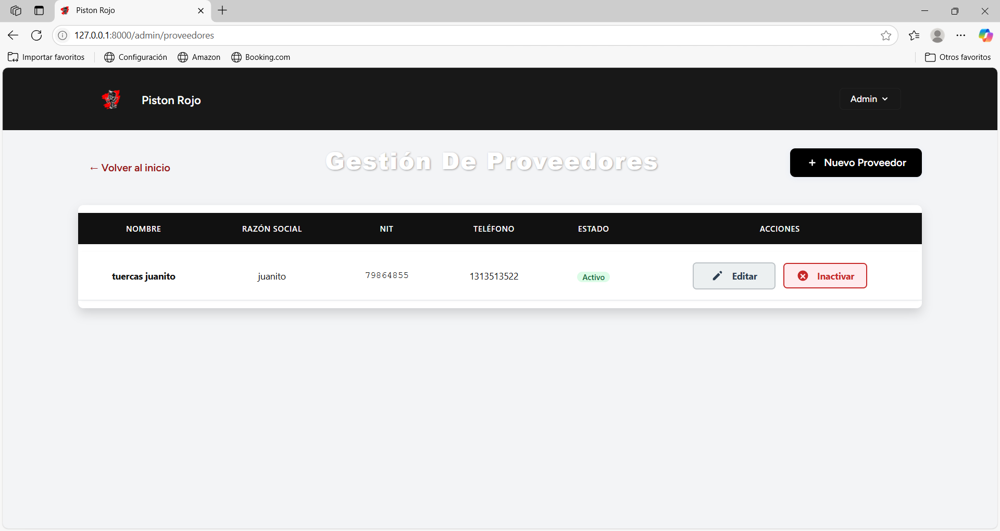 Piston Rojo
127.0.0.1:8000/admin/proveedores
Importar favoritos
Configuración
Amazon
Booking.com
Otros favoritos
Piston Rojo
Admin
← Volver al inicio
Gestión De Proveedores
+ Nuevo Proveedor
NOMBRE RAZÓN SOCIAL NIT TELÉFONO ESTADO ACCIONES
tuercas juanito juanito 79864855 1313513522 Activo Editar Inactivar